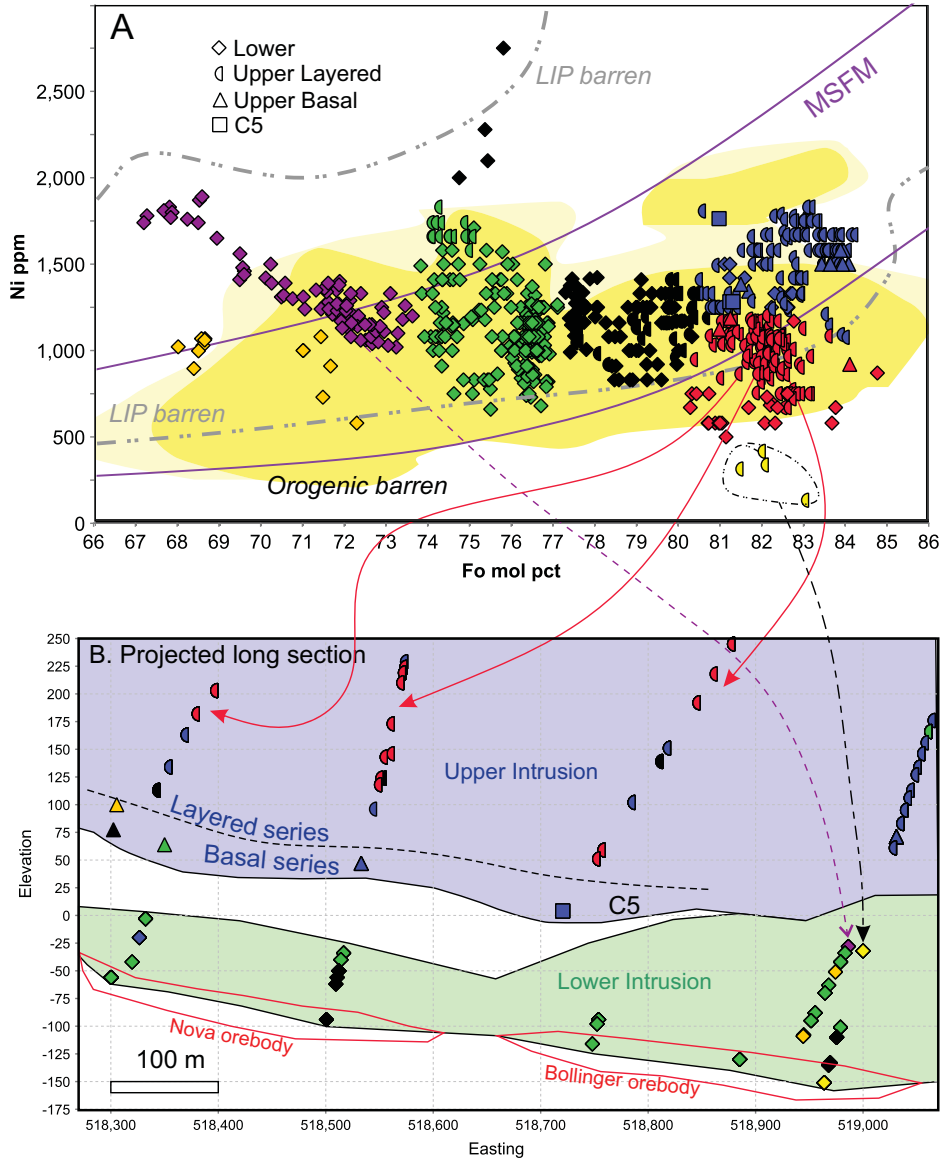 A
Lower
Upper Layered
Upper Basal
C5
LIP barren
MSFM
2,500
2,000
1,500
1,000
500
0
Ni ppm
LIP barren
Orogenic barren
66 67 68 69 70 71 72 73 74 75 76 77 78 79 80 81 82 83 84 85 86
Fo mol pct
B. Projected long section
250
225
200
175
150
125
100
75
50
25
0
-25
-50
-75
-100
-125
-150
-175
Elevation
Upper Intrusion
Layered series
Basal series
C5
Lower Intrusion
Nova orebody
Bollinger orebody
100 m
518,300 518,400 518,500 518,600 518,700 518,800 518,900 519,000
Easting